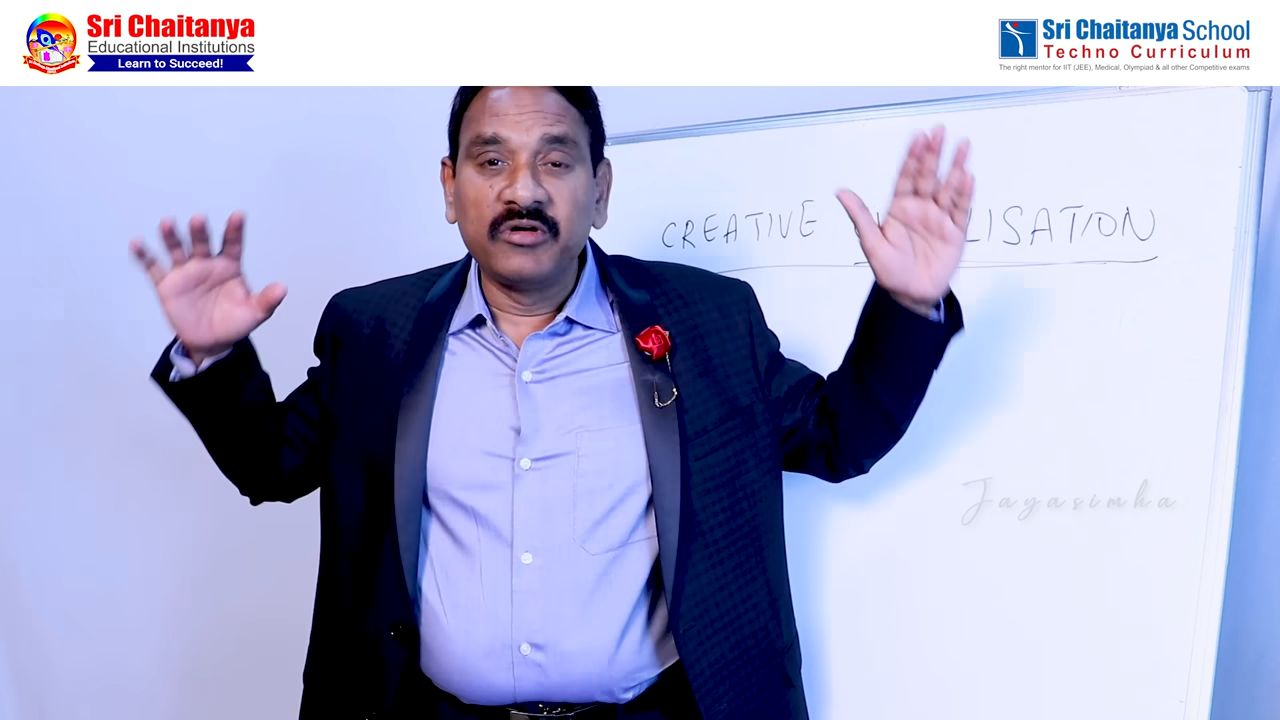 Sri Chaitanya
Educational Institutions
Learn to Succeed!
Sri Chaitanya School
Techno Curriculum
The right mentor for IIT (JEE), Medical, Olympiad & all other Competitive exams
CREATIVE
Jayasimha